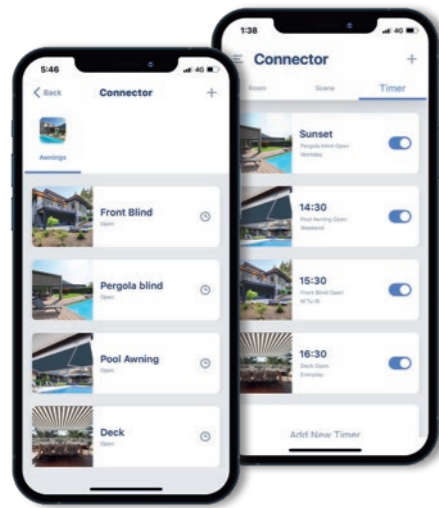 5:46
4G
Back
Connector
+
Awnings
Front Blind
Open
Pergola blind
Open
Pool Awning
Open
Deck
Open
1:38
4G
Connector
+
Room
Scene
Timer
Sunset
Pergola blind Open
Workday
14:30
Pool Awning Open
Weekend
15:30
Front Blind Open
M Tu W
16:30
Deck Open
Everyday
Add New Timer